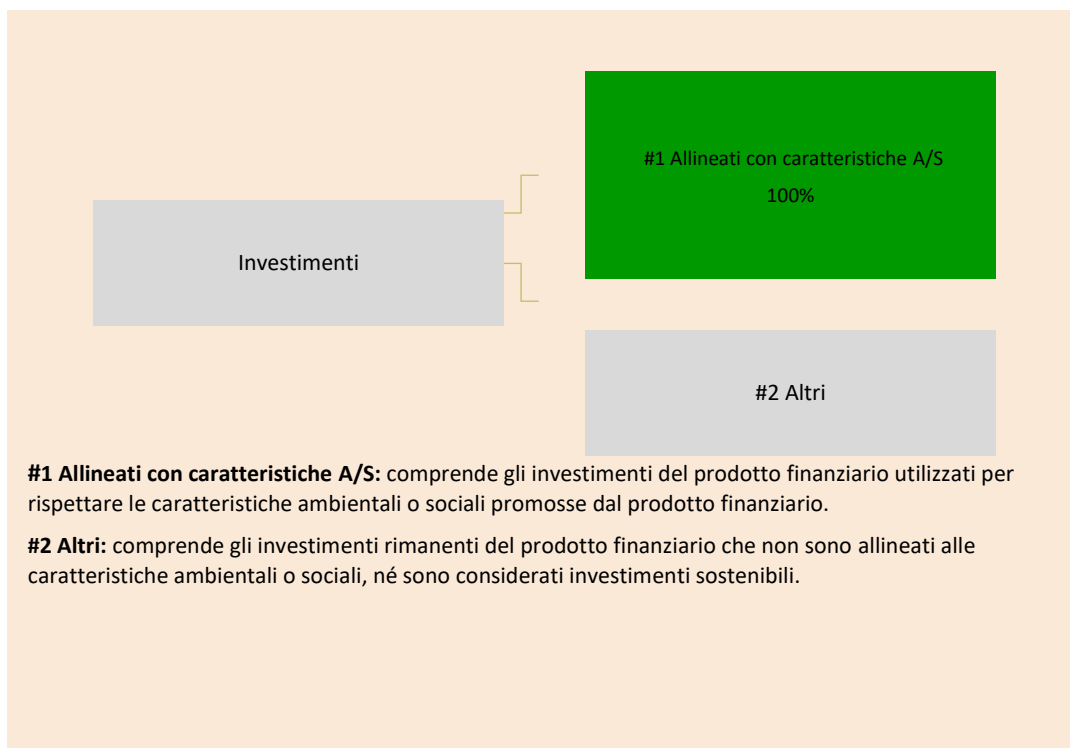 #1 Allineati con caratteristiche A/S
100%
Investimenti
#2 Altri
#1 Allineati con caratteristiche A/S: comprende gli investimenti del prodotto finanziario utilizzati per
rispettare le caratteristiche ambientali o sociali promosse dal prodotto finanziario.
#2 Altri: comprende gli investimenti rimanenti del prodotto finanziario che non sono allineati alle
caratteristiche ambientali o sociali, né sono considerati investimenti sostenibili.